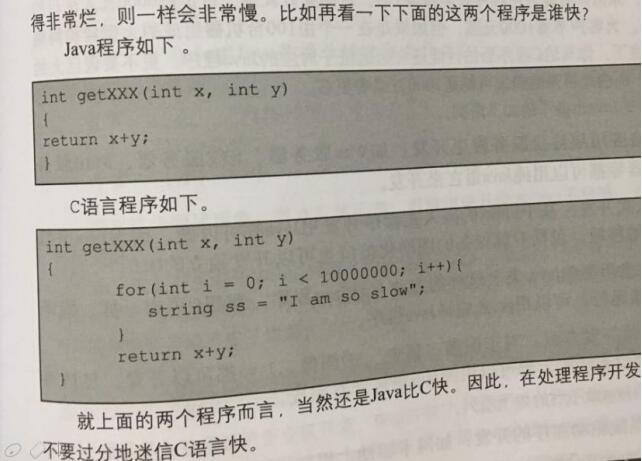 得非常烂，则一样会非常慢。比如再看一下下面的这两个程序是谁快？
Java程序如下 。
int getXXX(int x, int y)
{
return x+y;
}
C语言程序如下。
int getXXX(int x, int y)
{
for(int i = 0; i < 10000000; i++){
string ss = "I am so slow";
}
return x+y;
}
就上面的两个程序而言，当然还是Java比C快。因此，在处理程序开发
不要过分地迷信C语言快。